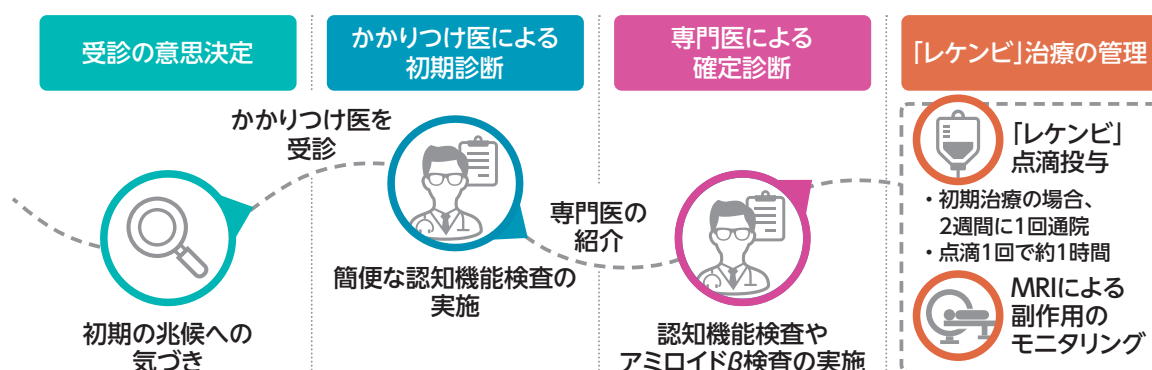 受診の意思決定
かかりつけ医による
初期診断
専門医による
確定診断
「レケンビ」治療の管理
かかりつけ医を
受診
初期の兆候への
気づき
簡便な認知機能検査の
実施
専門医の
紹介
認知機能検査や
アミロイドβ検査の実施
「レケンビ」
点滴投与
・初期治療の場合、
2週間に1回通院
・点滴1回で約1時間
MRIによる
副作用の
モニタリング